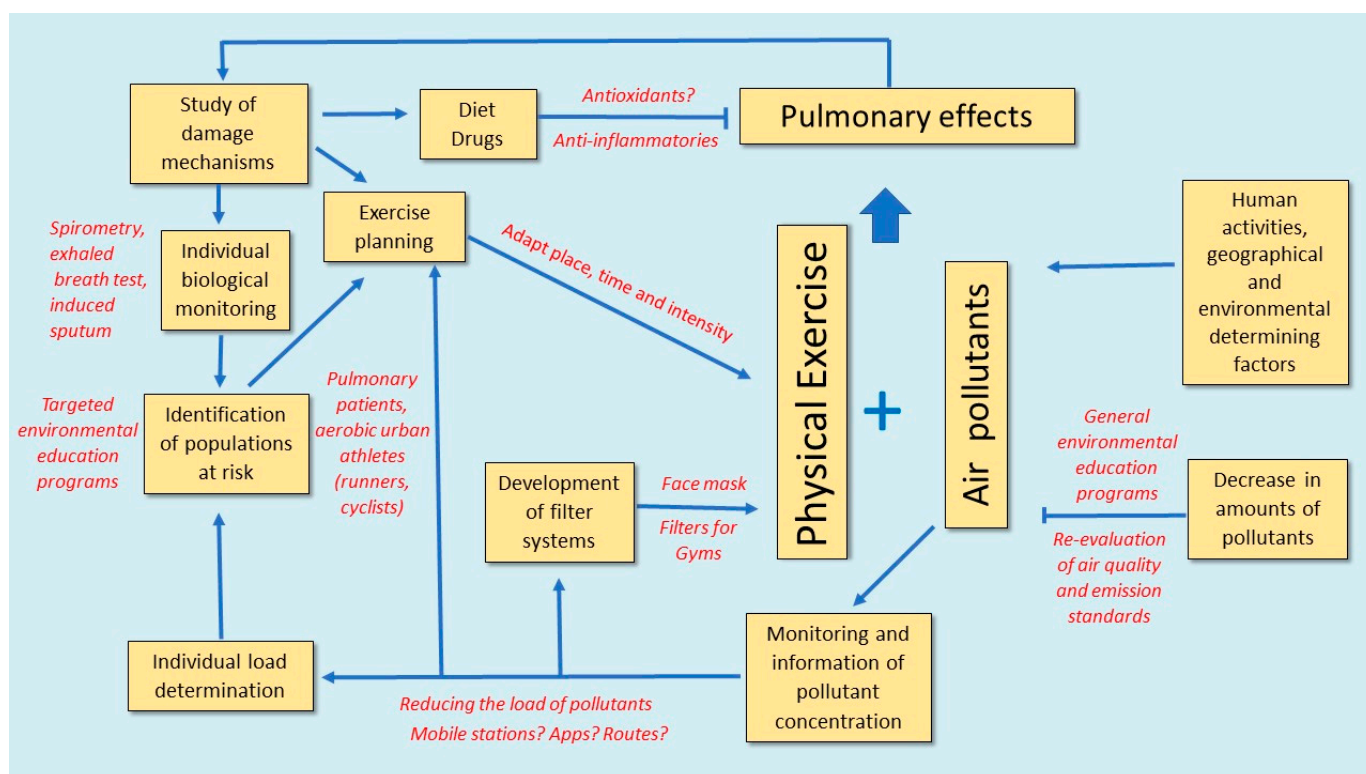 Study of
damage
mechanisms
Diet
Drugs
Antioxidants?
Anti-inflammatories
Pulmonary effects
Exercise
planning
Spirometry,
exhaled
breath test,
induced
sputum
Individual
biological
monitoring
Adapt place, time and intensity
Human
activities,
geographical
and
environmental
determining
factors
Physical Exercise
+
Air pollutants
Targeted
environmental
education
programs
Identification
of populations
at risk
Pulmonary
patients,
aerobic urban
athletes
(runners,
cyclists)
Development
of filter
systems
Face mask
Filters for
Gyms
General
environmental
education
programs
Re-evaluation
of air quality
and emission
standards
Decrease in
amounts of
pollutants
Individual load
determination
Reducing the load of pollutants
Mobile stations? Apps? Routes?
Monitoring and
information of
pollutant
concentration